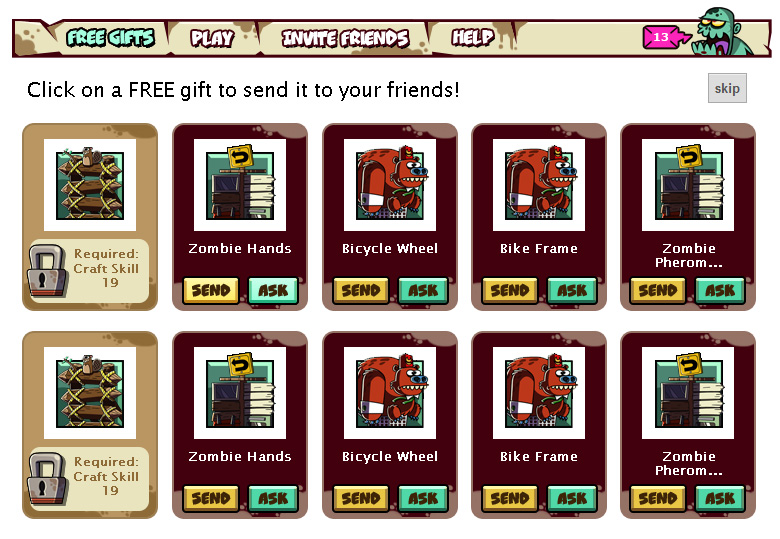 FREE GIFTS PLAY INVITE FRIENDS HELP 13
Click on a FREE gift to send it to your friends!
skip
Required:
Craft Skill
19
Zombie Hands
SEND ASK
Bicycle Wheel
SEND ASK
Bike Frame
SEND ASK
Zombie
Pherom...
SEND ASK
Required:
Craft Skill
19
Zombie Hands
SEND ASK
Bicycle Wheel
SEND ASK
Bike Frame
SEND ASK
Zombie
Pherom...
SEND ASK